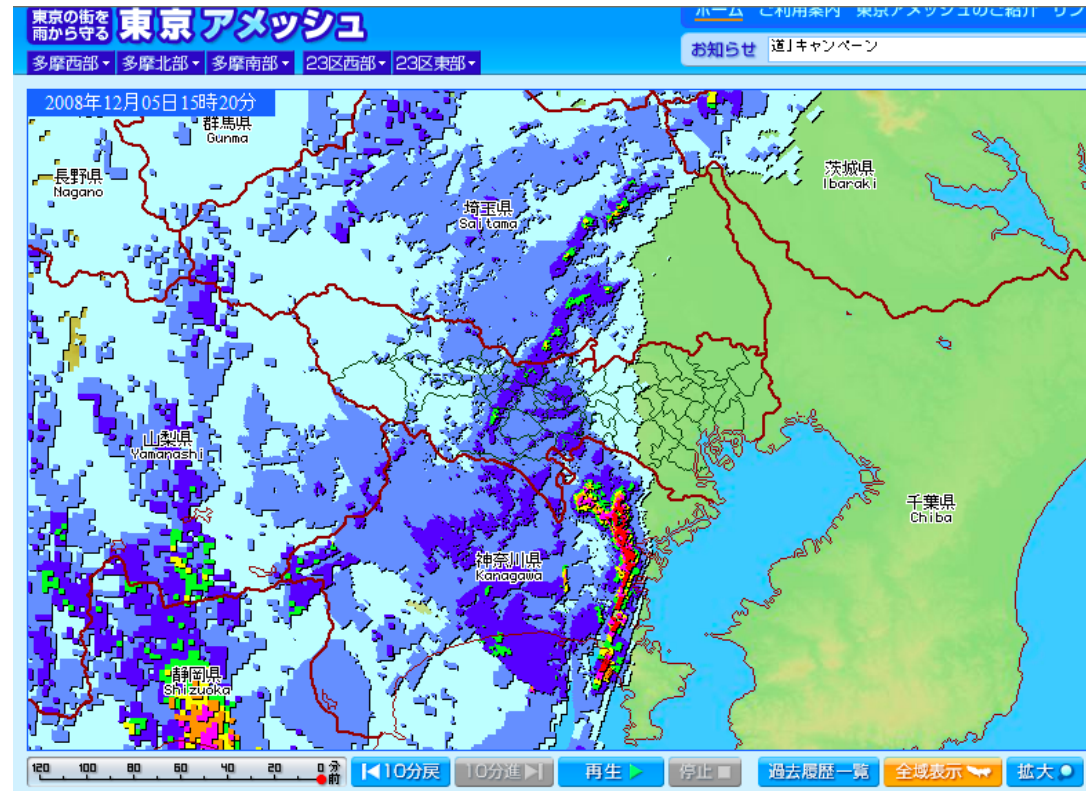 東京の街を
雨から守る
東京アメッシュ
ホーム ご利用案内 東京アメッシュのご紹介 リン
お知らせ 道」キャンペーン
多摩西部 多摩北部 多摩南部 23区西部 23区東部
2008年12月05日15時20分
群馬県
Gunma
長野県
Nagano
茨城県
Ibaraki
埼玉県
Saitama
山梨県
Yamanashi
千葉県
Chiba
神奈川県
Kanagawa
静岡県
Shizuoka
120 100 80 60 40 20 0 分前
10分戻 10分進 再生 停止 過去履歴一覧 全域表示 拡大